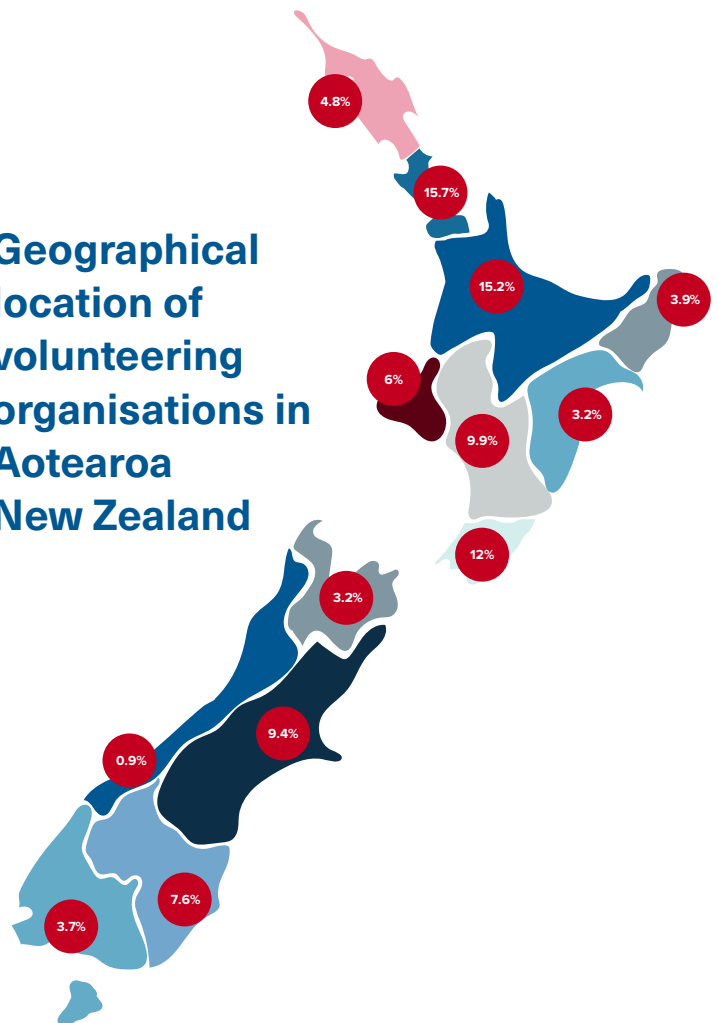 4.8%
15.7%
Geographical
location of
volunteering
organisations in
Aotearoa
New Zealand
15.2%
3.9%
6%
3.2%
9.9%
12%
3.2%
9.4%
0.9%
7.6%
3.7%